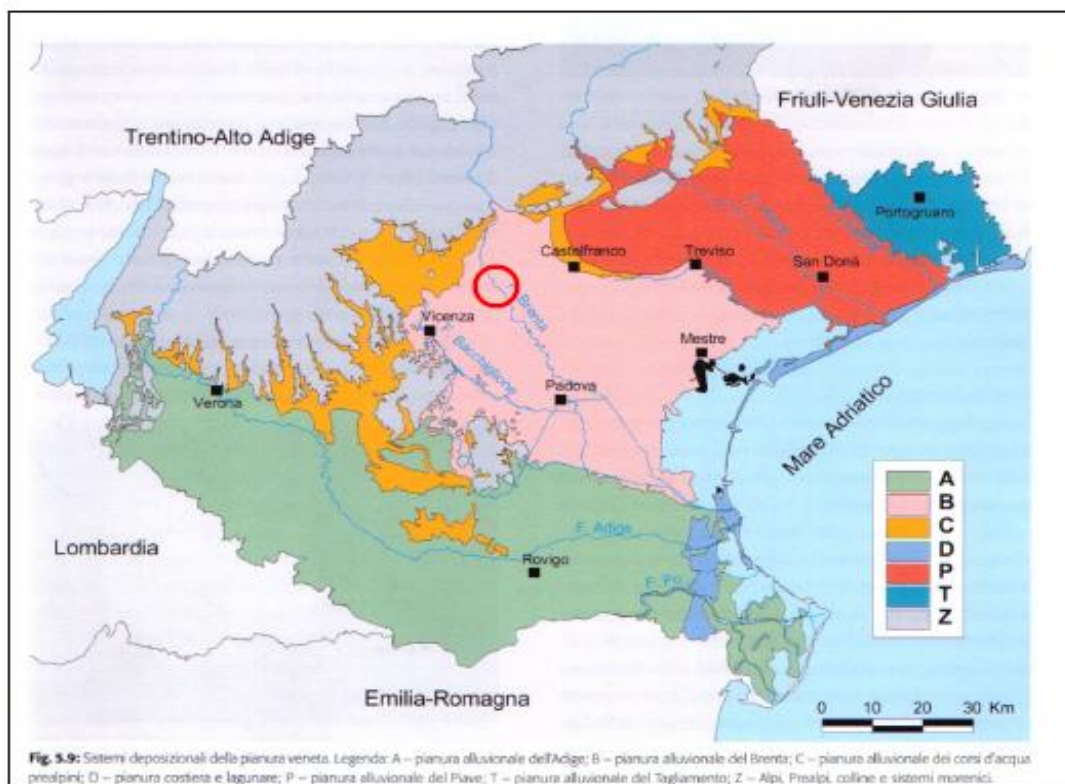 Friuli-Venezia Giulia
Trentino-Alto Adige
Portogruaro
Castelfranco
Treviso
San Donà
Brenta
Vicenza
Mestre
Bacchiglione
Padova
Verona
Mare Adriatico
A
B
C
D
P
T
Z
F. Adige
Lombardia
Rovigo
F. Po
Emilia-Romagna
0 10 20 30 Km
Fig. 5.9: Sistemi deposizionali della pianura veneta. Legenda: A – pianura alluvionale dell'Adige; B – pianura alluvionale del Brenta; C – pianura alluvionale dei corsi d'acqua
prealpini; D – pianura costiera e lagunare; P – pianura alluvionale del Piave; T – pianura alluvionale del Tagliamento; Z – Alpi, Prealpi, colline e sistemi morenici.